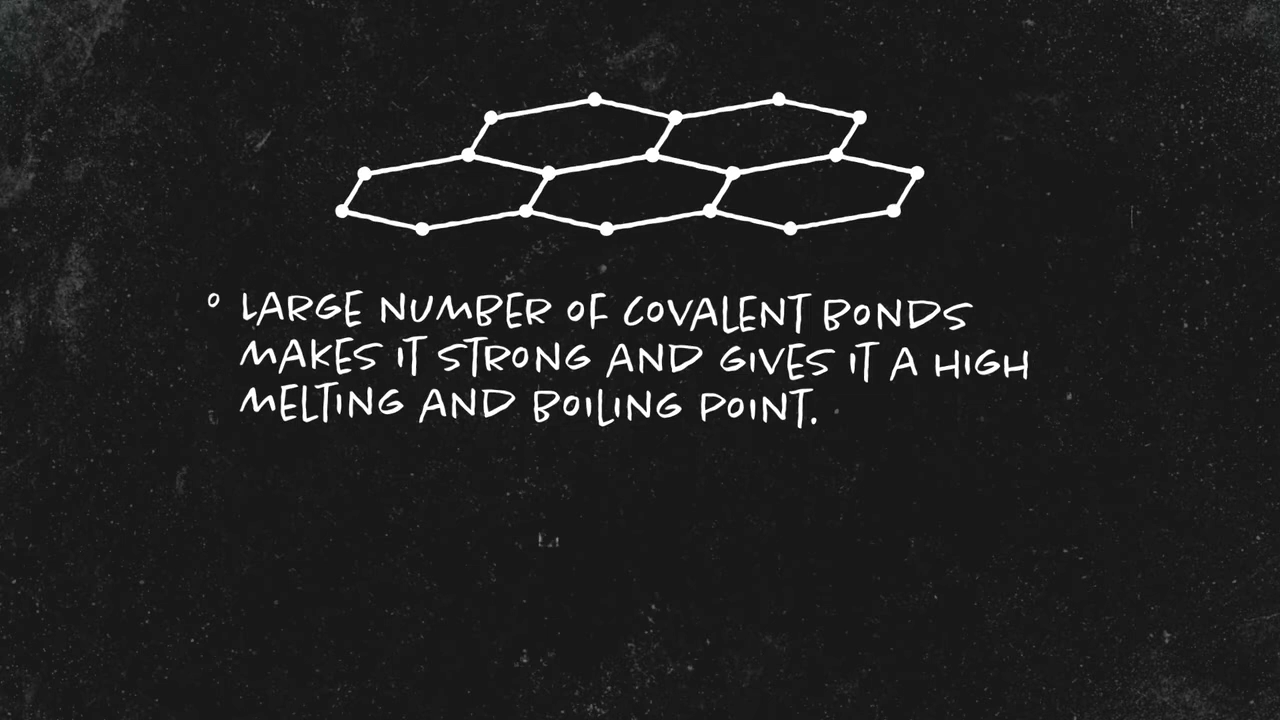 ° LARGE NUMBER OF COVALENT BONDS
MAKES IT STRONG AND GIVES IT A HIGH
MELTING AND BOILING POINT.